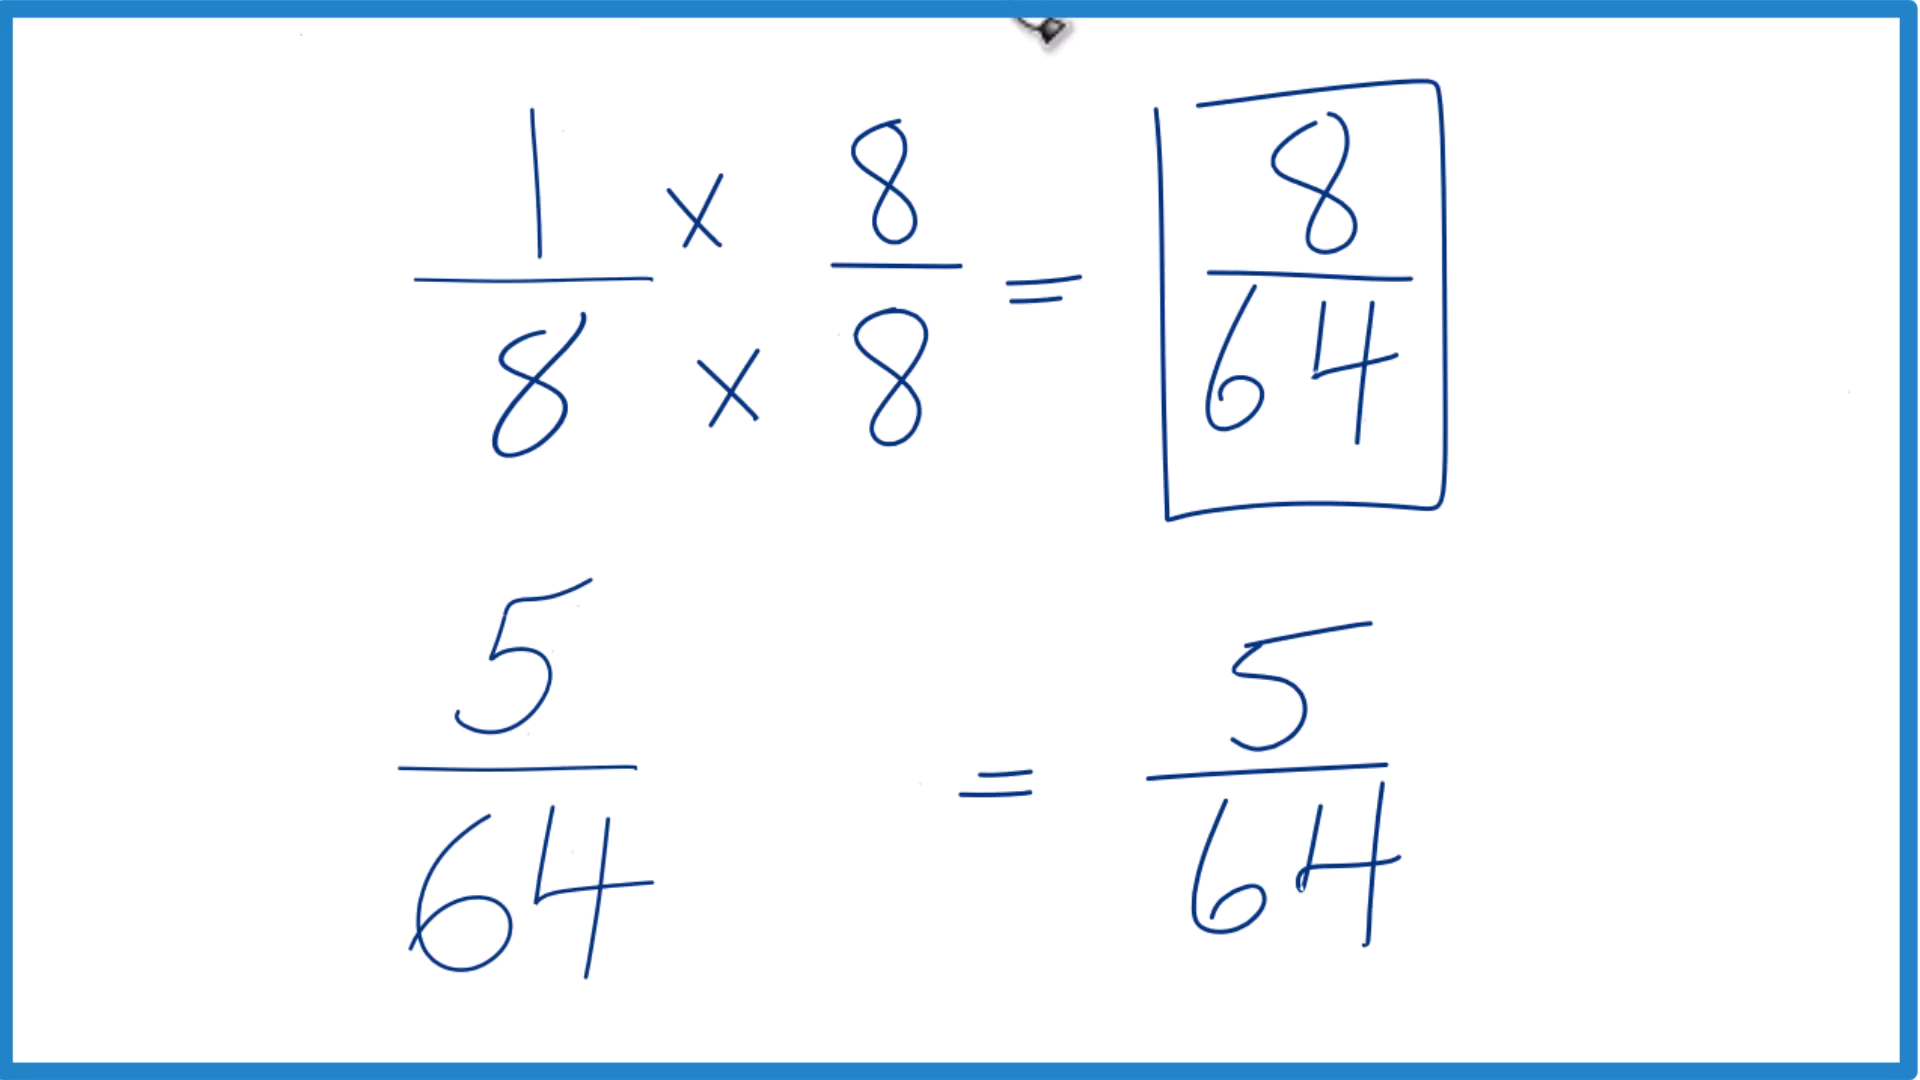 1/8 × 8/8 = 8/64
5/64 = 5/64